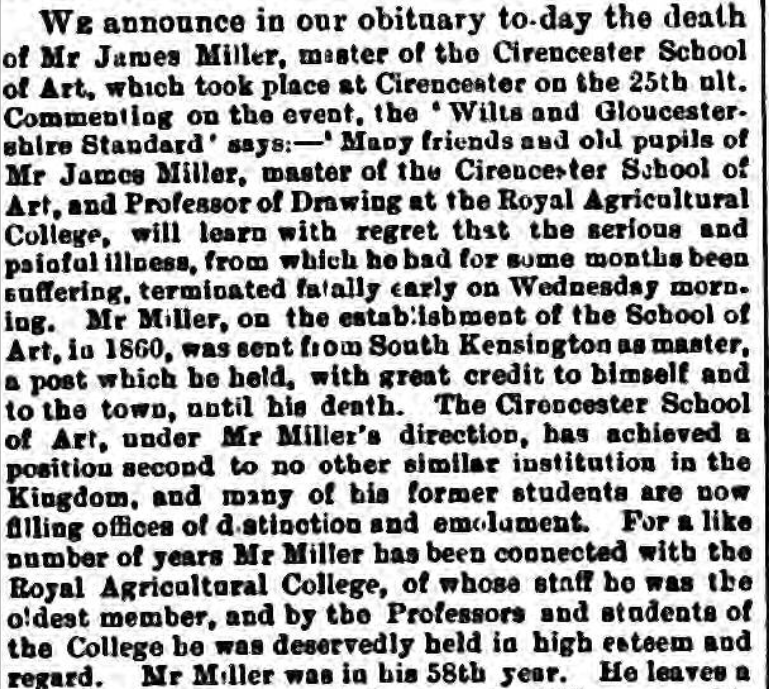 WE announce in our obituary to-day the death
of Mr James Miller, master of the Cirencester School
of Art, which took place at Cirencester on the 25th ult.
Commenting on the event, the ‘Wilts and Gloucester-
shire Standard’ says:—‘Many friends and old pupils of
Mr James Miller, master of the Cirencester School of
Art, and Professor of Drawing at the Royal Agricultural
College, will learn with regret that the serious and
painful illness, from which he had for some months been
suffering, terminated fatally early on Wednesday morn-
ing. Mr Miller, on the establishment of the School of
Art, in 1860, was sent from South Kensington as master,
a post which he held, with great credit to himself and
to the town, until his death. The Cirencester School
of Art, under Mr Miller's direction, has achieved a
position second to no other similar institution in the
Kingdom, and many of his former students are now
filling offices of distinction and emolument. For a like
number of years Mr Miller has been connected with the
Royal Agricultural College, of whose staff he was the
oldest member, and by the Professors and students of
the College he was deservedly held in high esteem and
regard. Mr Miller was in his 58th year. He leaves a